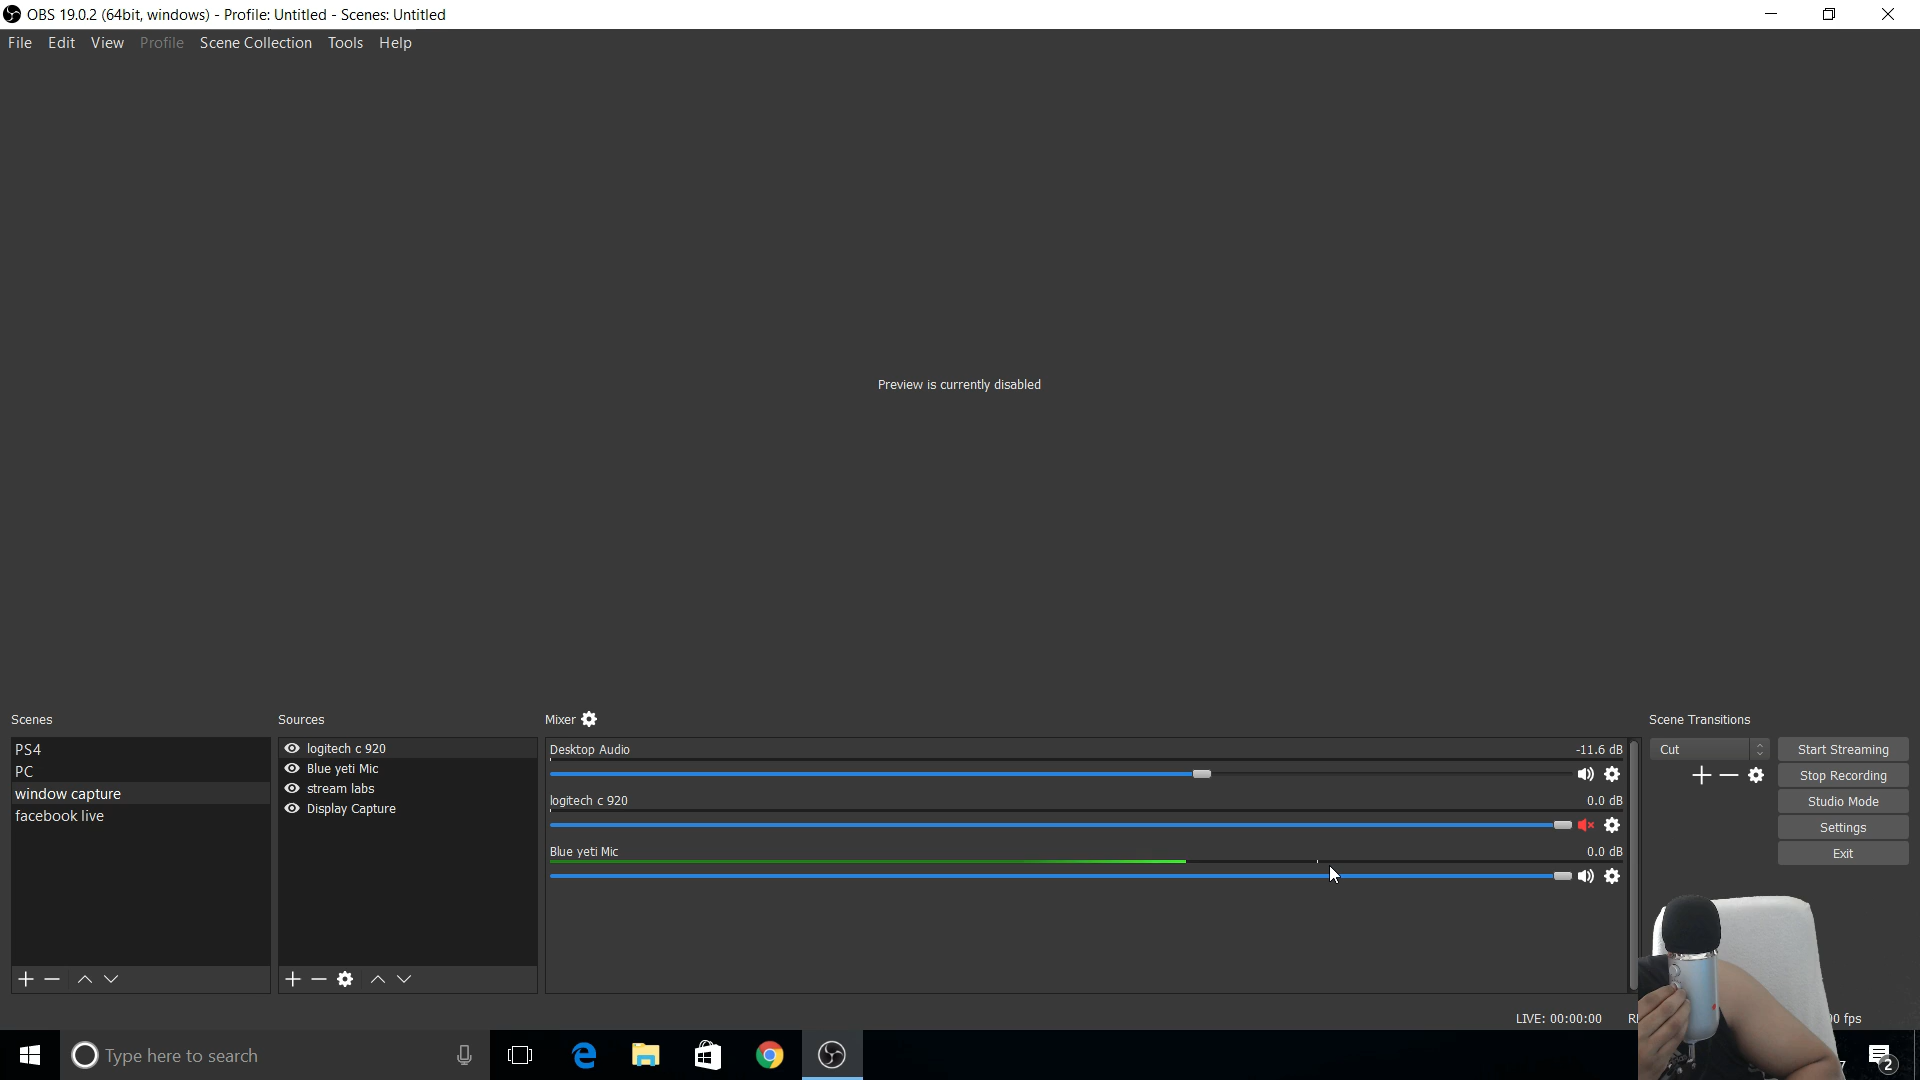 OBS 19.0.2 (64bit, windows) - Profile: Untitled - Scenes: Untitled
File Edit View Profile Scene Collection Tools Help
Preview is currently disabled
Scenes
PS4
PC
window capture
facebook live
Sources
logitech c 920
Blue yeti Mic
stream labs
Display Capture
Mixer
Desktop Audio -11.6 dB
logitech c 920 0.0 dB
Blue yeti Mic 0.0 dB
Scene Transitions
Cut
Start Streaming
Stop Recording
Studio Mode
Settings
Exit
LIVE: 00:00:00
fps
Type here to search
2